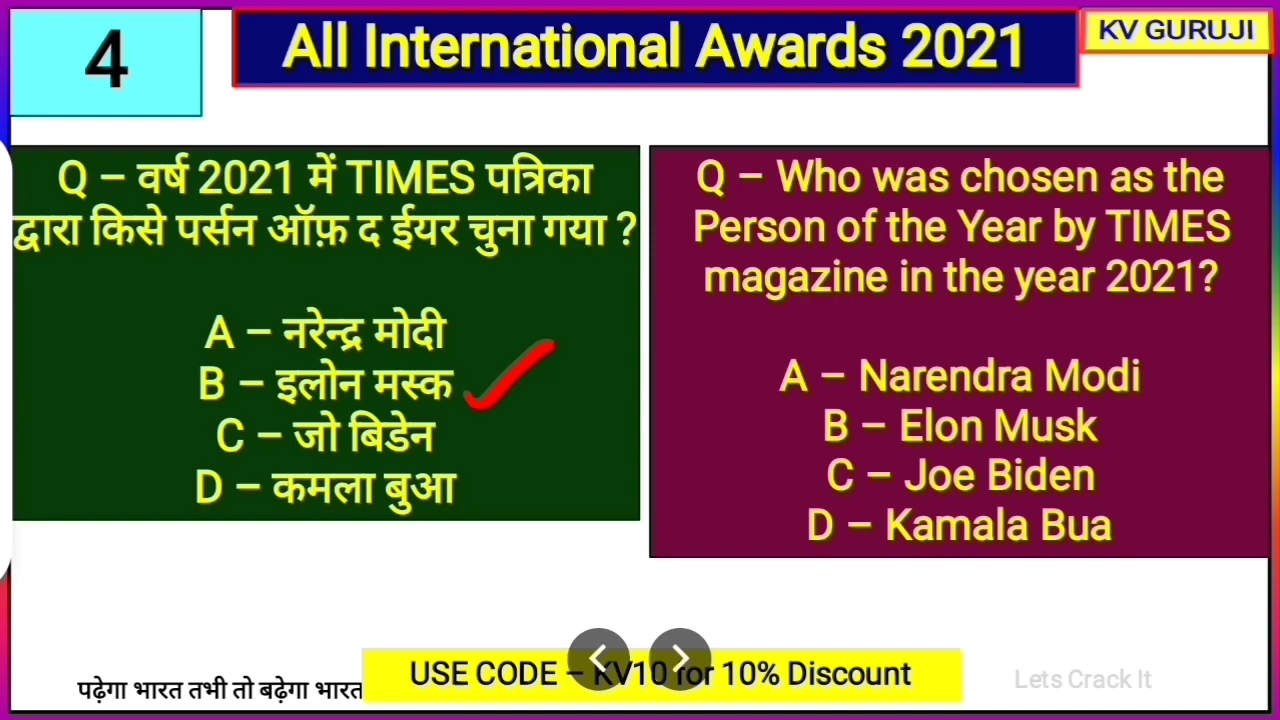 4
All International Awards 2021
KV GURUJI
Q – वर्ष 2021 में TIMES पत्रिका
द्वारा किसे पर्सन ऑफ़ द ईयर चुना गया ?
A – नरेन्द्र मोदी
B – इलोन मस्क
C – जो बिडेन
D – कमला बुआ
Q – Who was chosen as the
Person of the Year by TIMES
magazine in the year 2021?
A – Narendra Modi
B – Elon Musk
C – Joe Biden
D – Kamala Bua
पढ़ेगा भारत तभी तो बढ़ेगा भारत
USE CODE – KV10 for 10% Discount
Lets Crack It